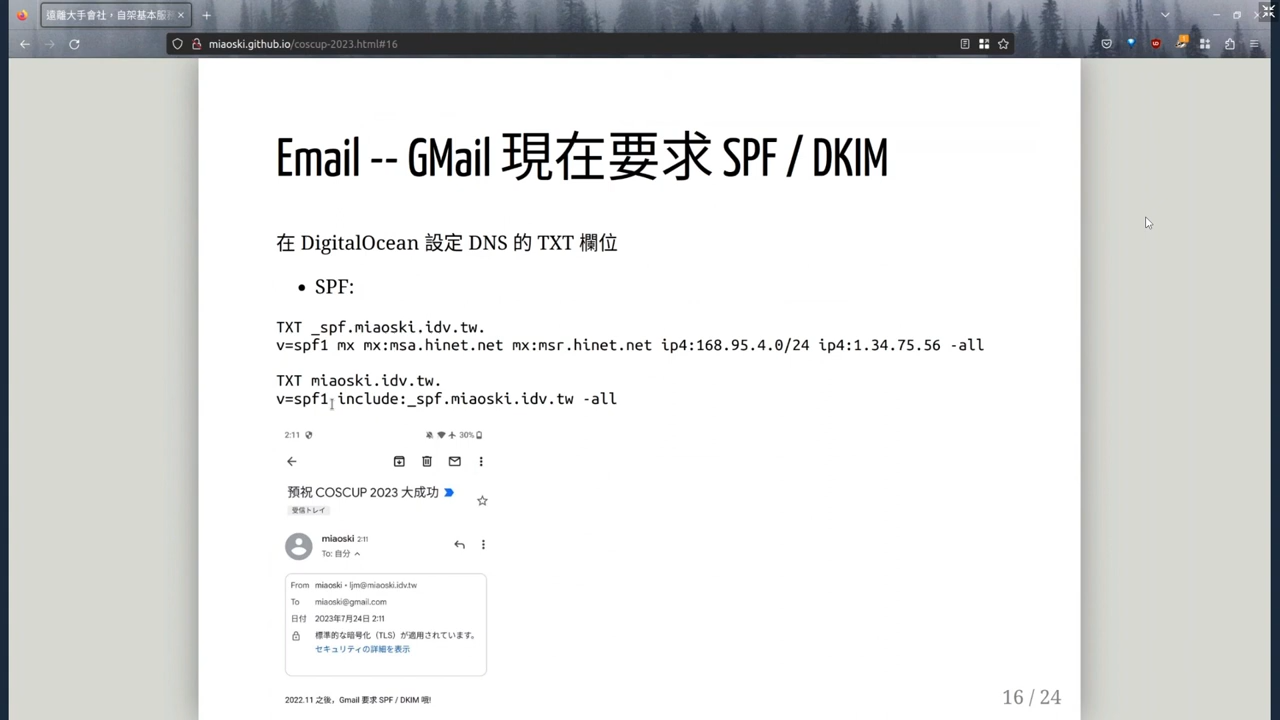 遠離大手會社，自架基本服務
miaoski.github.io/coscup-2023.html#16
Email -- GMail 現在要求 SPF / DKIM
在 DigitalOcean 設定 DNS 的 TXT 欄位
• SPF:
TXT _spf.miaoski.idv.tw.
v=spf1 mx mx:msa.hinet.net mx:msr.hinet.net ip4:168.95.4.0/24 ip4:1.34.75.56 -all
TXT miaoski.idv.tw.
v=spf1 include:_spf.miaoski.idv.tw -all
2:11 30%
預祝 COSCUP 2023 大成功
受信トレイ
miaoski 2:11
To: 自分
From miaoski • ljm@miaoski.idv.tw
To miaoski@gmail.com
日付 2023年7月24日 2:11
標準的な暗号化（TLS）が適用されています。
セキュリティの詳細を表示
2022.11 之後，Gmail 要求 SPF / DKIM 哦!
16 / 24